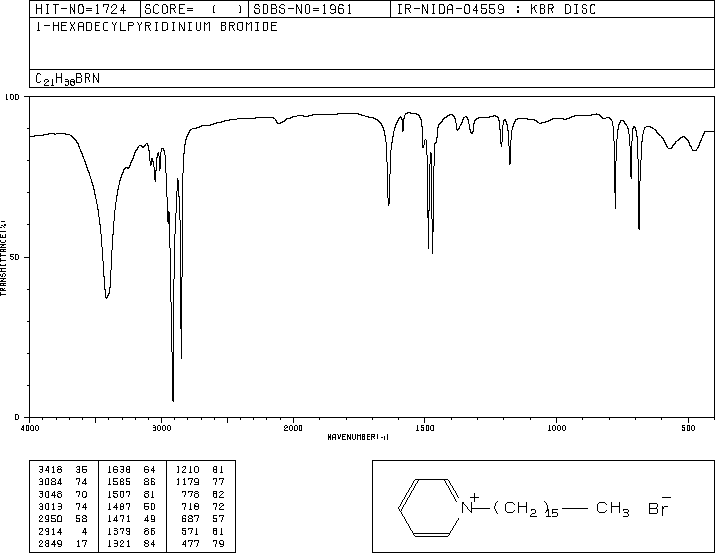 HIT-NO=1724 SCORE= ( ) SDBS-NO=1961 IR-NIDA-04559 : KBR DISC
1-HEXADECYLPYRIDINIUM BROMIDE
C21H38BRN
100
50
0
TRANSMITTANCE(%)
4000 3000 2000 1500 1000 500
WAVENUMBER(-1)
3418 36 1638 64 1210 81
3084 74 1585 86 1179 77
3048 70 1507 81 778 62
3013 74 1487 50 718 72
2950 58 1471 49 687 57
2914 4 1379 86 571 81
2849 17 1321 84 477 79
N+ (CH2)15 CH3 Br−